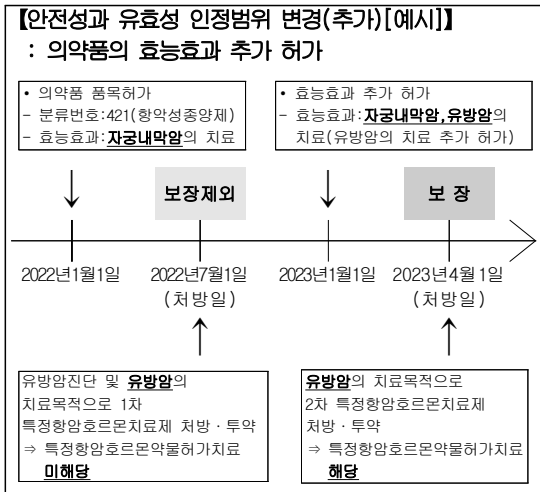 【안전성과 유효성 인정범위 변경(추가)[예시]】
: 의약품의 효능효과 추가 허가
• 의약품 품목허가
- 분류번호:421(항악성종양제)
- 효능효과:자궁내막암의 치료
• 효능효과 추가 허가
- 효능효과:자궁내막암,유방암의
치료(유방암의 치료 추가 허가)
보장제외
보 장
2022년1월1일
2022년7월1일
(처방일)
2023년1월1일
2023년4월1일
(처방일)
유방암진단 및 유방암의
치료목적으로 1차
특정항암호르몬치료제 처방·투약
⇒ 특정항암호르몬약물허가치료
미해당
유방암의 치료목적으로
2차 특정항암호르몬치료제
처방·투약
⇒ 특정항암호르몬약물허가치료
해당